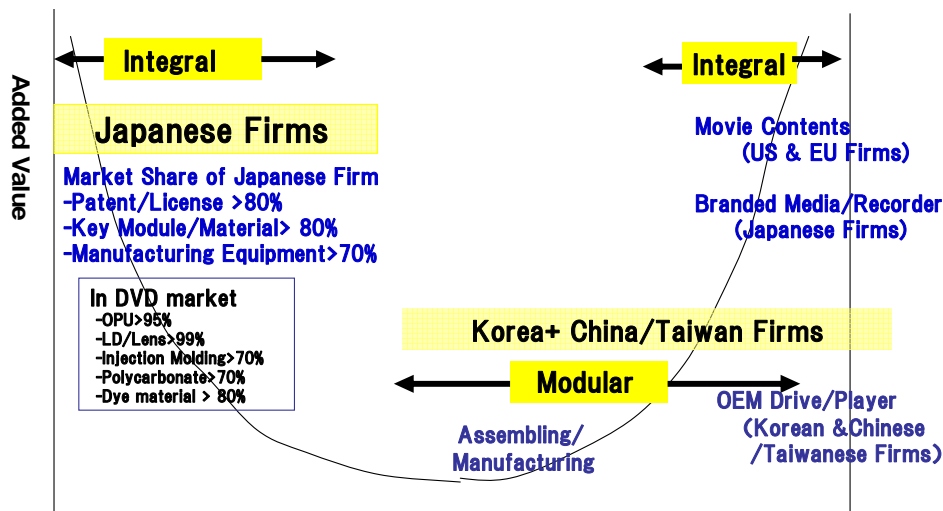 Added Value
Integral
Japanese Firms
Market Share of Japanese Firm
-Patent/License >80%
-Key Module/Material> 80%
-Manufacturing Equipment>70%
In DVD market
-OPU>95%
-LD/Lens>99%
-Injection Molding>70%
-Polycarbonate>70%
-Dye material > 80%
Integral
Movie Contents
(US & EU Firms)
Branded Media/Recorder
(Japanese Firms)
Korea+ China/Taiwan Firms
Modular
Assembling/
Manufacturing
OEM Drive/Player
(Korean &Chinese
/Taiwanese Firms)